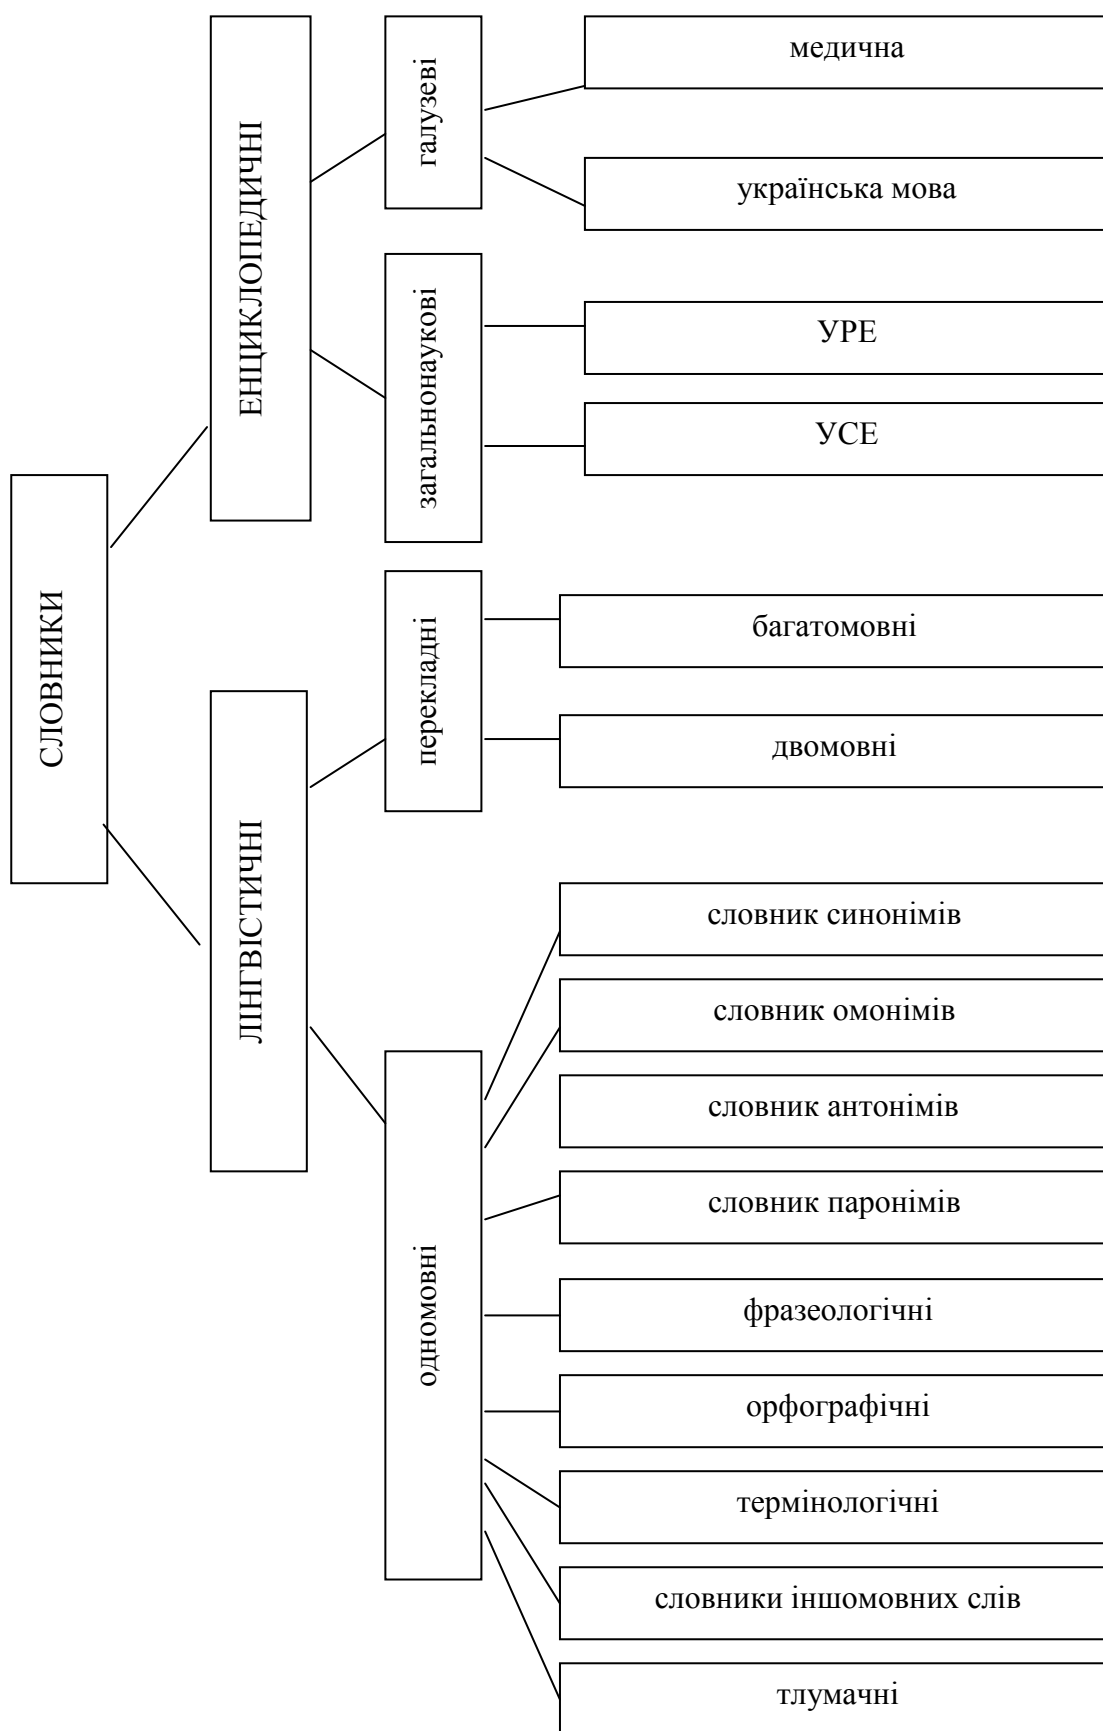 СЛОВНИКИ
ЕНЦИКЛОПЕДИЧНІ
галузеві
медична
українська мова
загальнонаукові
УРЕ
УСЕ
ЛІНГВІСТИЧНІ
перекладні
багатомовні
двомовні
одномовні
словник синонімів
словник омонімів
словник антонімів
словник паронімів
фразеологічні
орфографічні
термінологічні
словники іншомовних слів
тлумачні